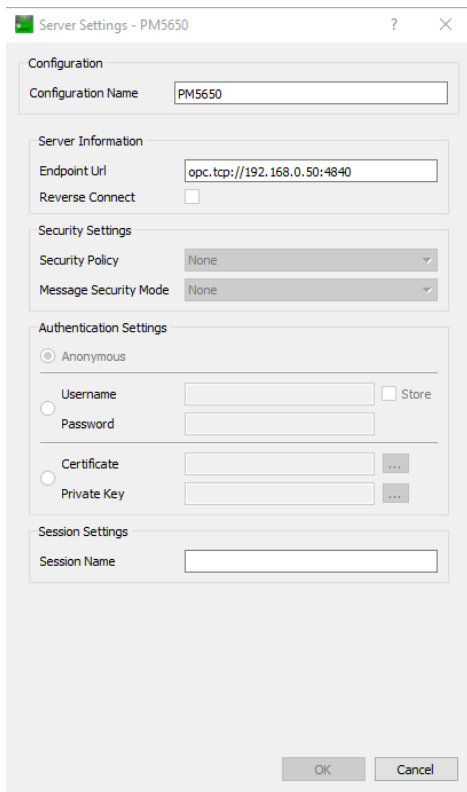 Server Settings - PM5650
?
Configuration
Configuration Name PM5650
Server Information
Endpoint Url opc.tcp://192.168.0.50:4840
Reverse Connect
Security Settings
Security Policy None
Message Security Mode None
Authentication Settings
Anonymous
Username Store
Password
Certificate ...
Private Key ...
Session Settings
Session Name
OK Cancel